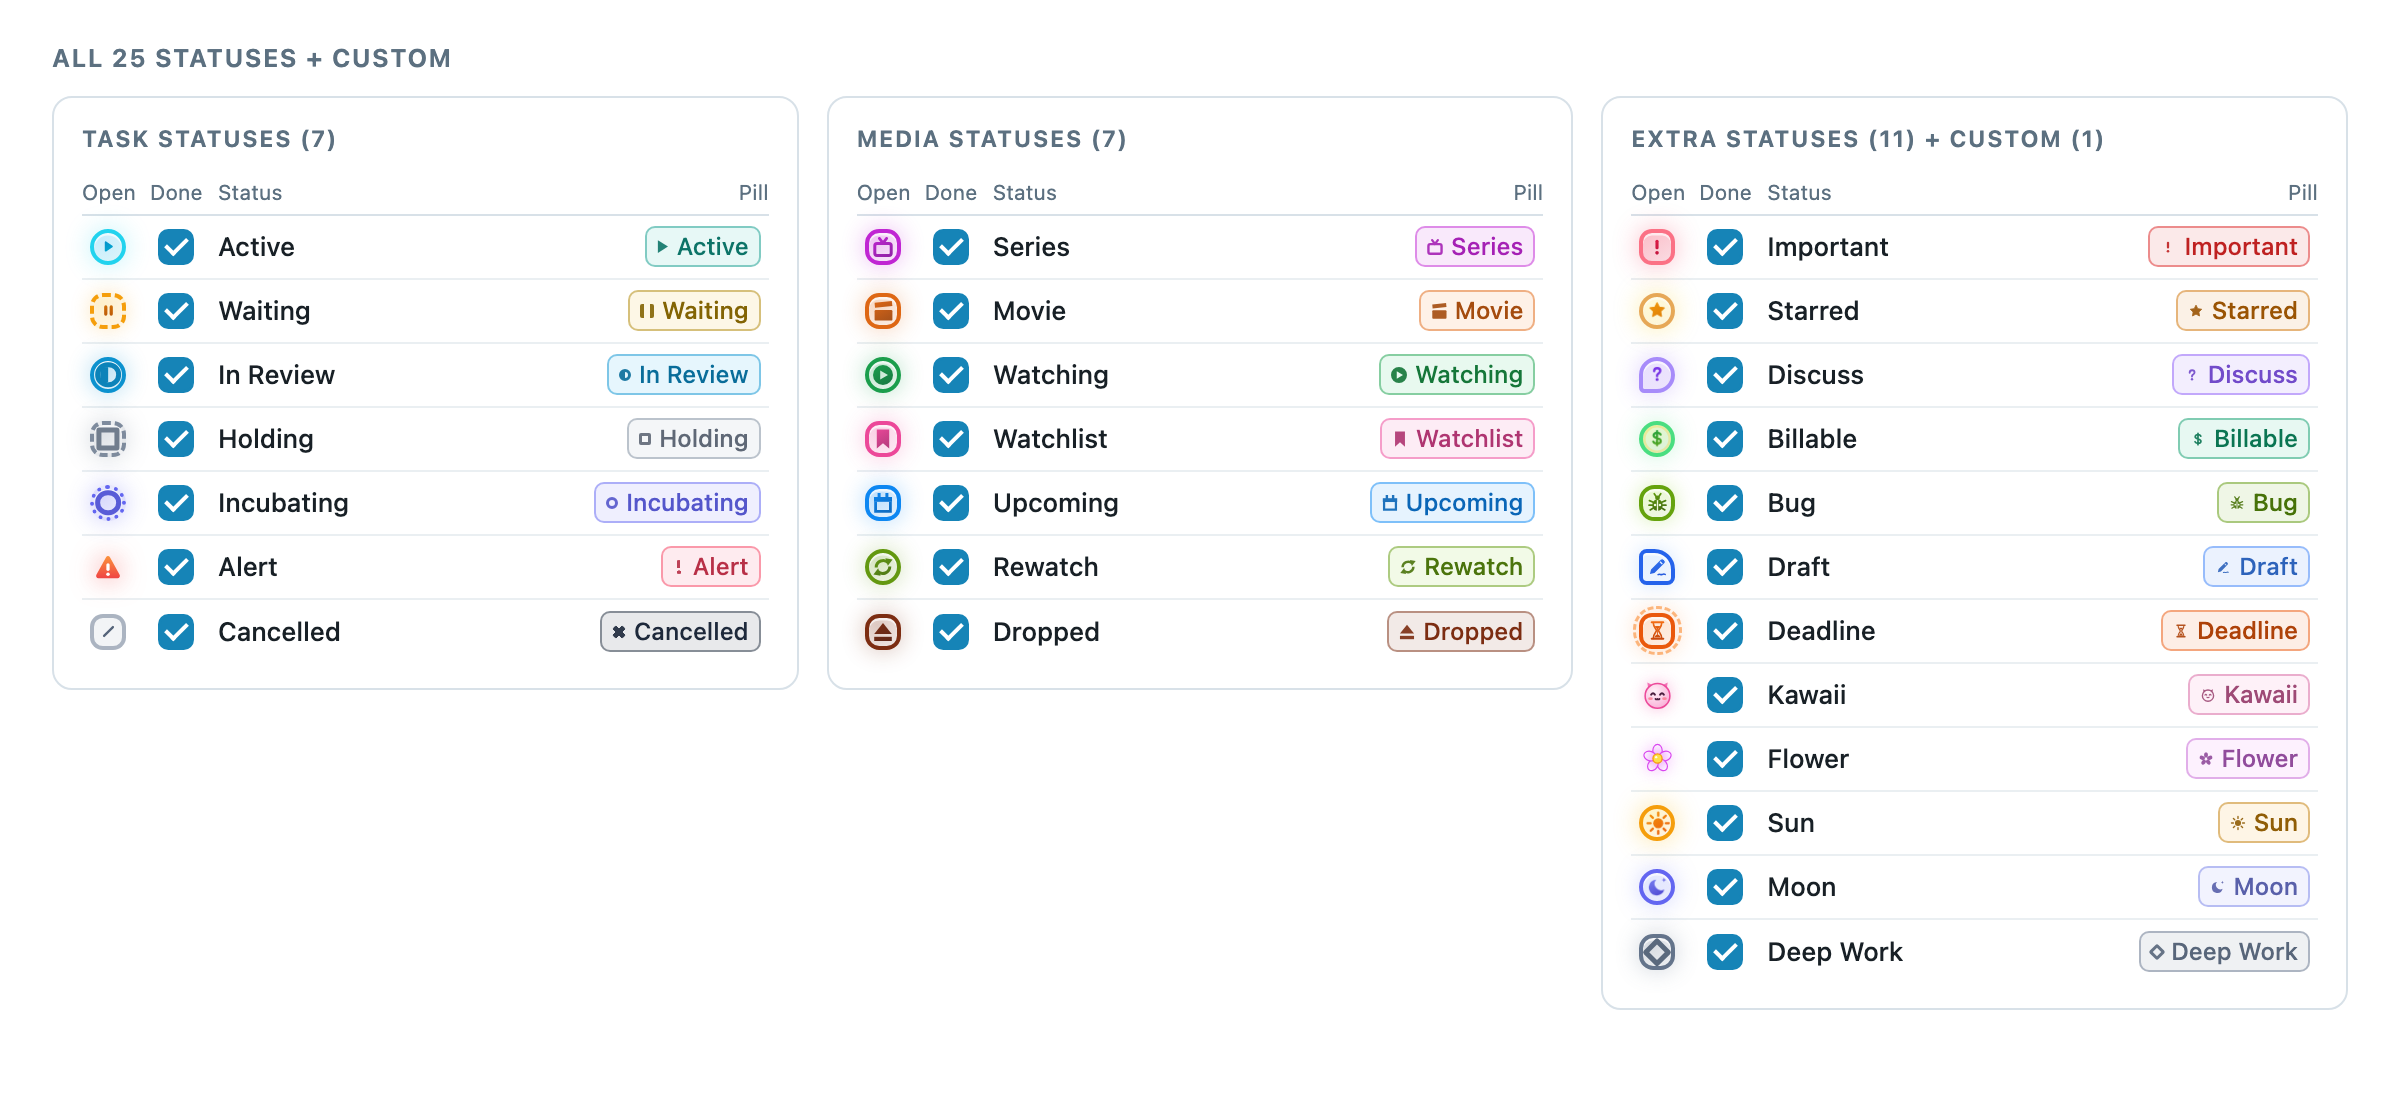 ALL 25 STATUSES + CUSTOM
TASK STATUSES (7)
Open Done Status Pill
Active Active
Waiting Waiting
In Review In Review
Holding Holding
Incubating Incubating
Alert ! Alert
Cancelled Cancelled
MEDIA STATUSES (7)
Open Done Status Pill
Series Series
Movie Movie
Watching Watching
Watchlist Watchlist
Upcoming Upcoming
Rewatch Rewatch
Dropped Dropped
EXTRA STATUSES (11) + CUSTOM (1)
Open Done Status Pill
! Important ! Important
Starred Starred
? Discuss ? Discuss
$ Billable $ Billable
Bug Bug
Draft Draft
Deadline Deadline
Kawaii Kawaii
Flower Flower
Sun Sun
Moon Moon
Deep Work Deep Work